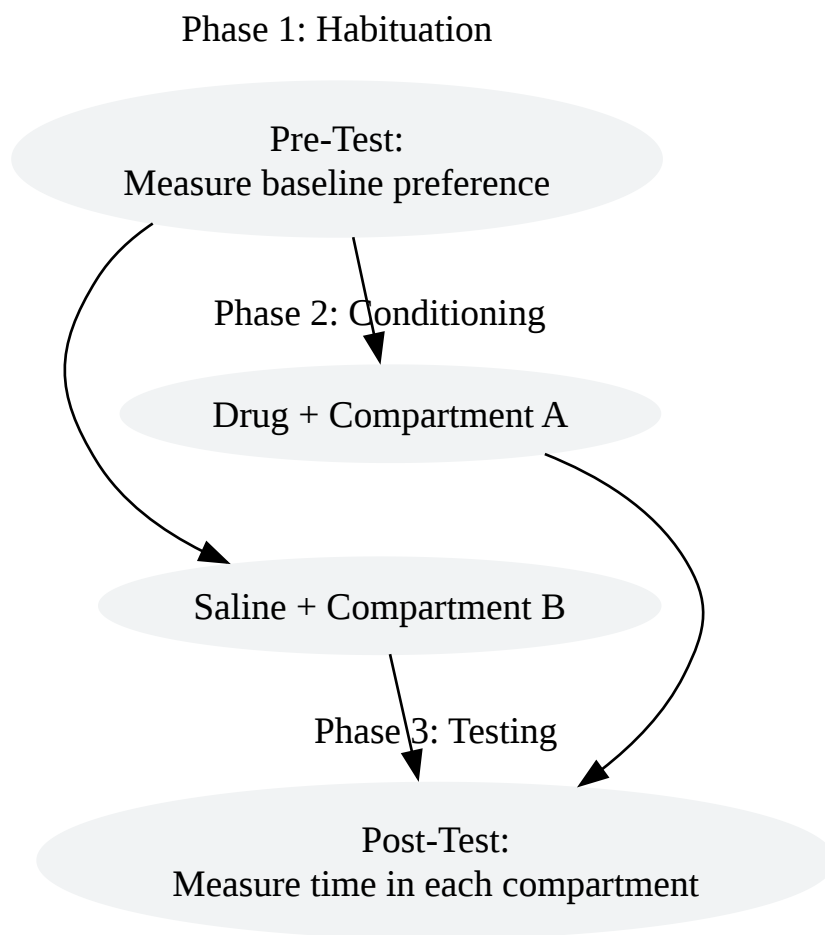 Phase 1: Habituation
Pre-Test:
Measure baseline preference
Phase 2: Conditioning
Drug + Compartment A
Saline + Compartment B
Phase 3: Testing
Post-Test:
Measure time in each compartment